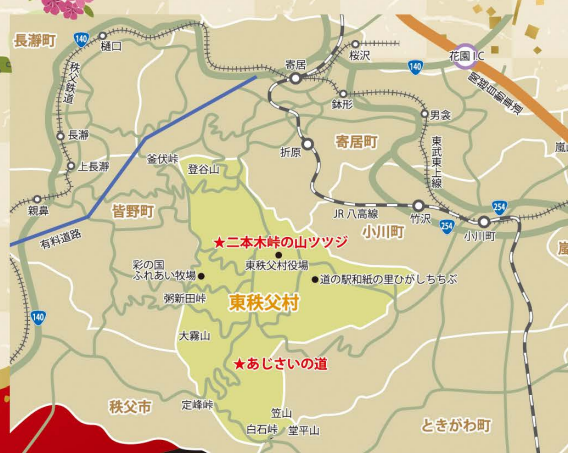 長瀞町
140
樋口
秩父鉄道
寄居
桜沢
140
花園IC
関越自動車道
鉢形
男衾
長瀞
上長瀞
釜伏峠
登谷山
折原
寄居町
東武東上線
親鼻
皆野町
有料道路
JR八高線
竹沢
254
254
小川町
小川町
★二本木峠の山ツツジ
東秩父村役場
彩の国
ふれあい牧場
道の駅和紙の里ひがしちちぶ
粥新田峠
東秩父村
140
大霧山
★あじさいの道
秩父市
定峰峠
笠山
白石峠
堂平山
ときがわ町